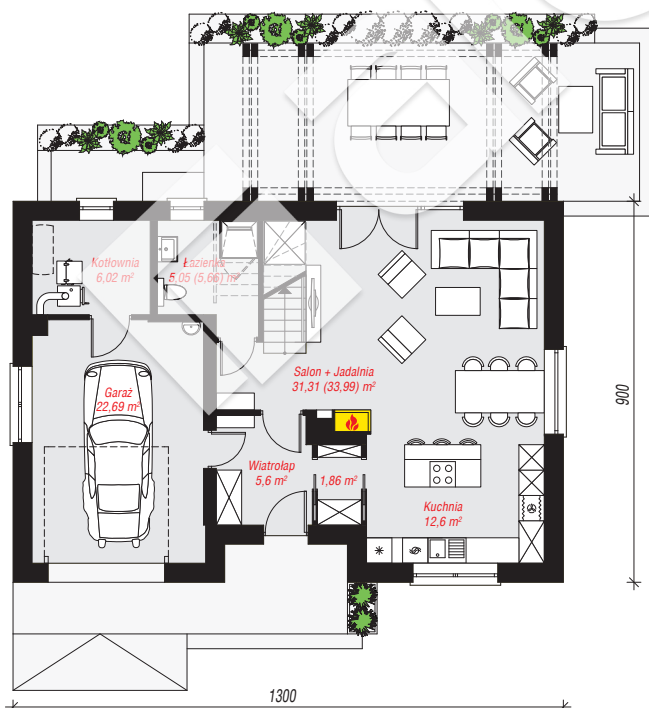 Kotłownia
6,02 m²
Łazienka
5,05 (5,66) m²
Salon + Jadalnia
31,31 (33,99) m²
Garaż
22,69 m²
Wiatrołap
5,6 m²
1,86 m²
Kuchnia
12,6 m²
900
1300